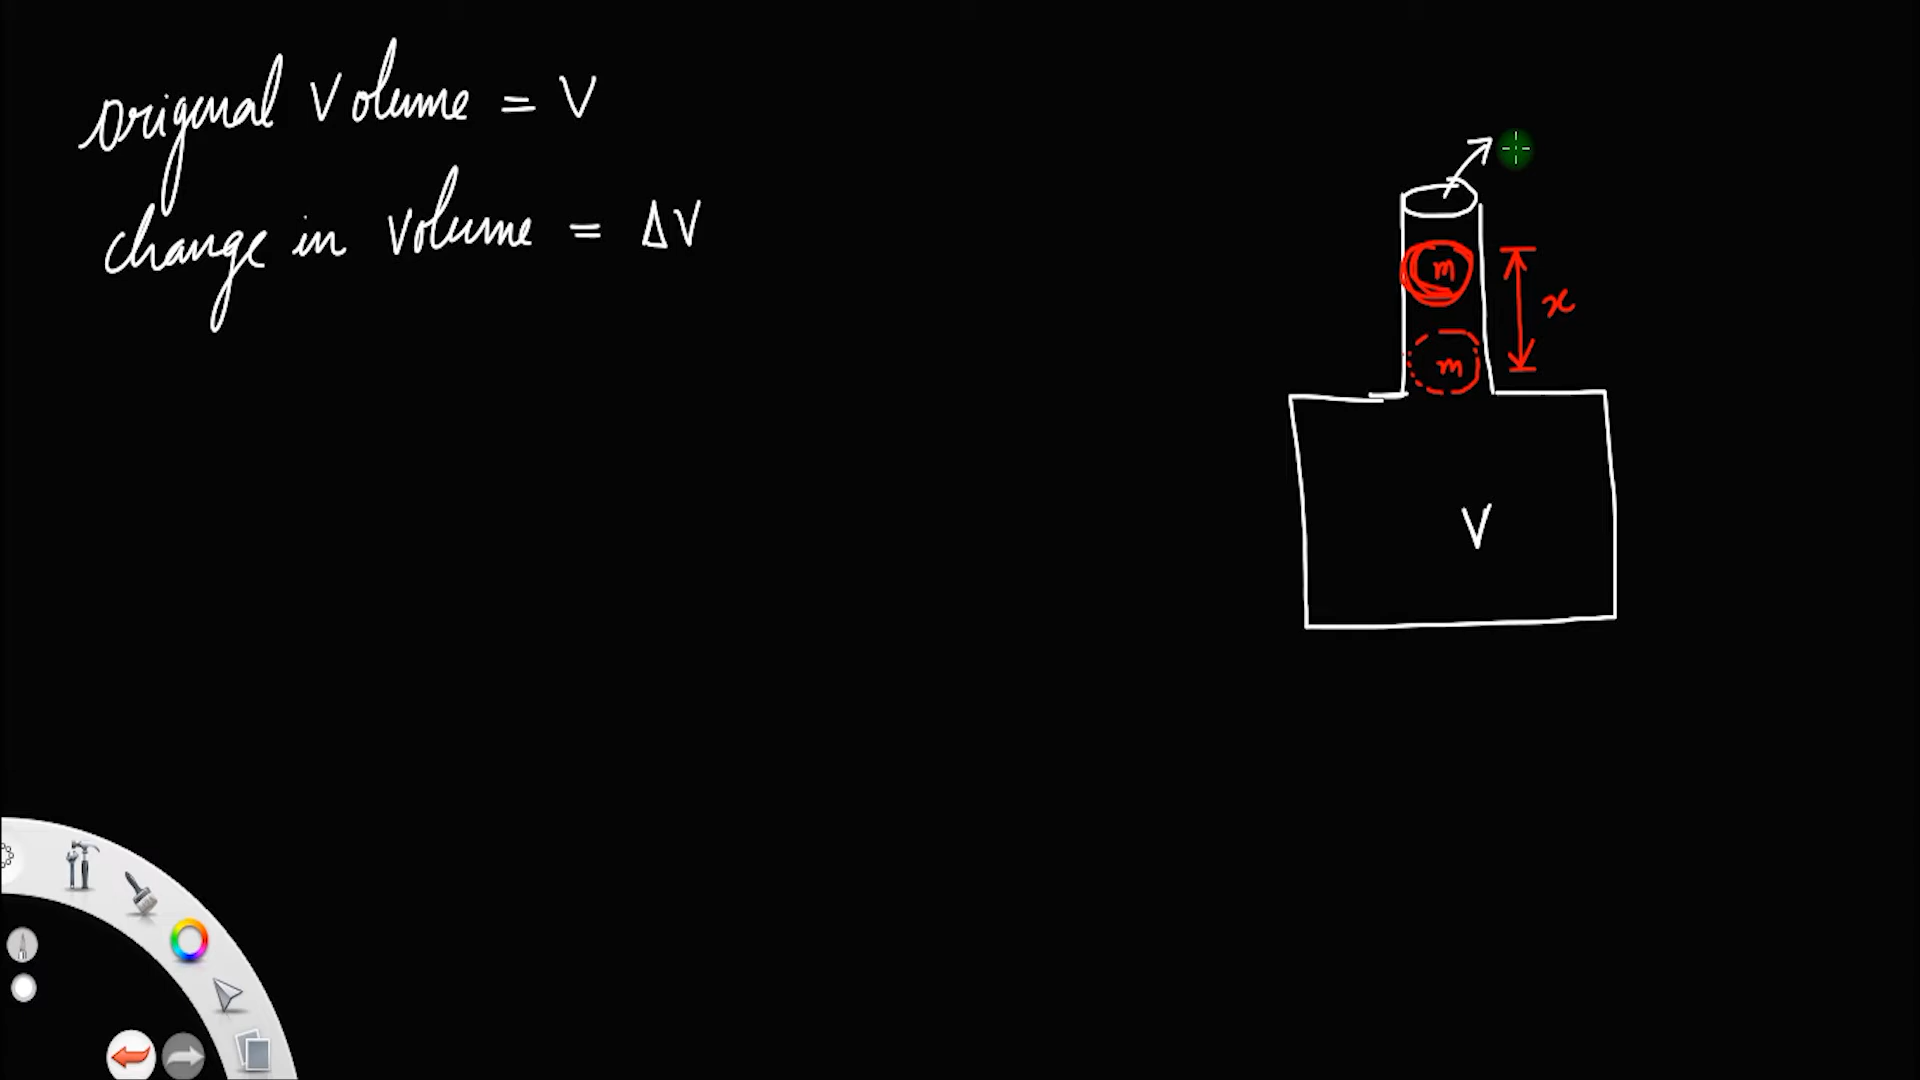 original Volume = V
change in Volume = ΔV
m
x
m
V